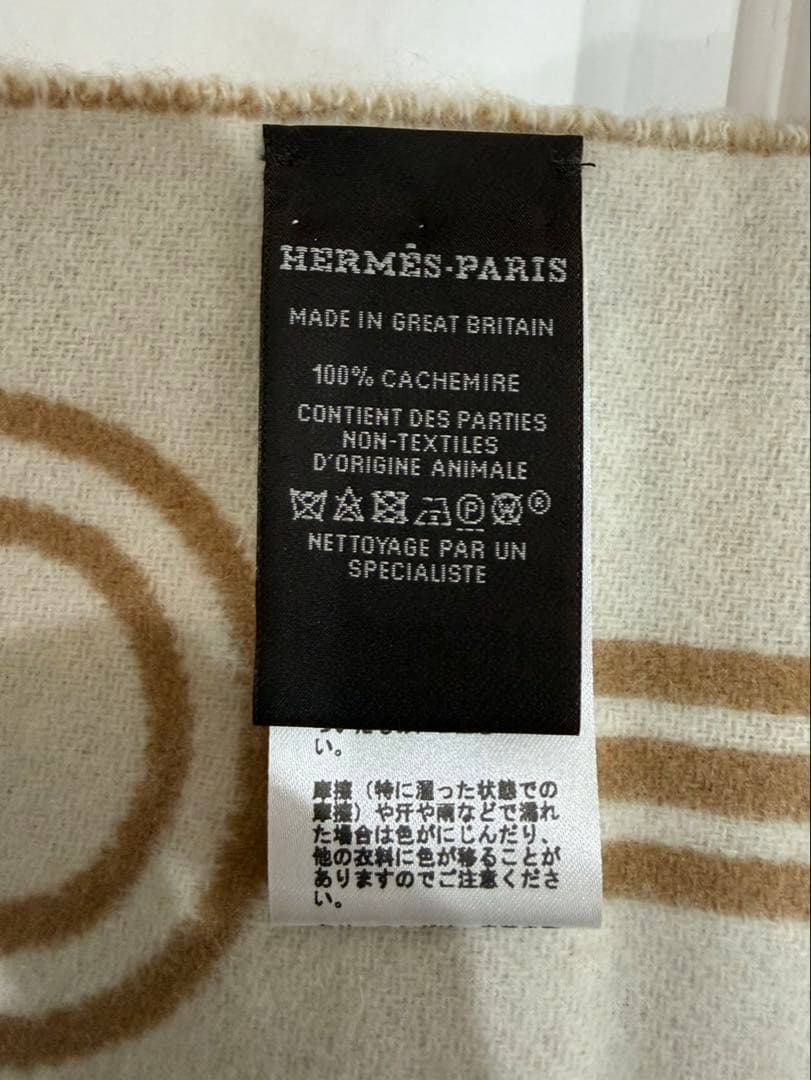 HERMÈS-PARIS
MADE IN GREAT BRITAIN
100% CACHEMIRE
CONTIENT DES PARTIES
NON-TEXTILES
D'ORIGINE ANIMALE
P W ®
NETTOYAGE PAR UN
SPECIALISTE
い。
摩擦（特に湿った状態での
摩擦）や汗や雨などで濡れ
た場合は色がにじんだり、
他の衣料に色が移ることが
ありますのでご注意くださ
い。